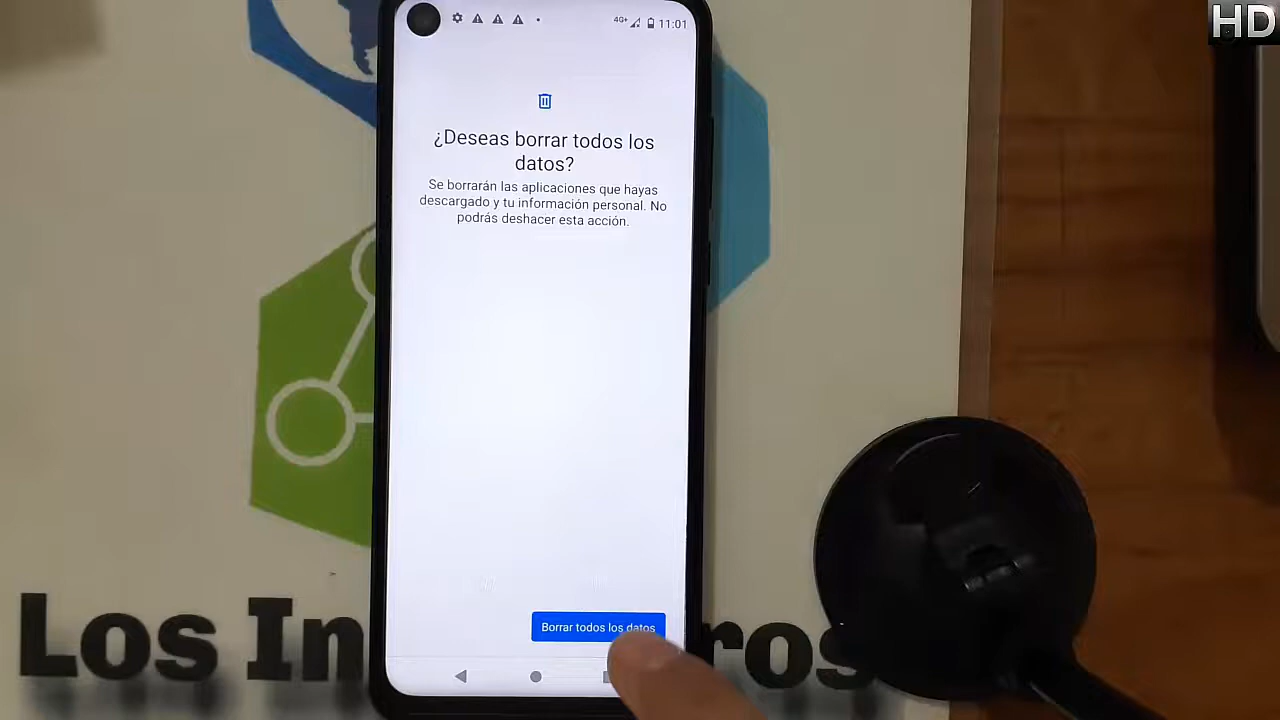 HD
4G+ 11:01
¿Deseas borrar todos los
datos?
Se borrarán las aplicaciones que hayas
descargado y tu información personal. No
podrás deshacer esta acción.
Borrar todos los datos
Los In ros